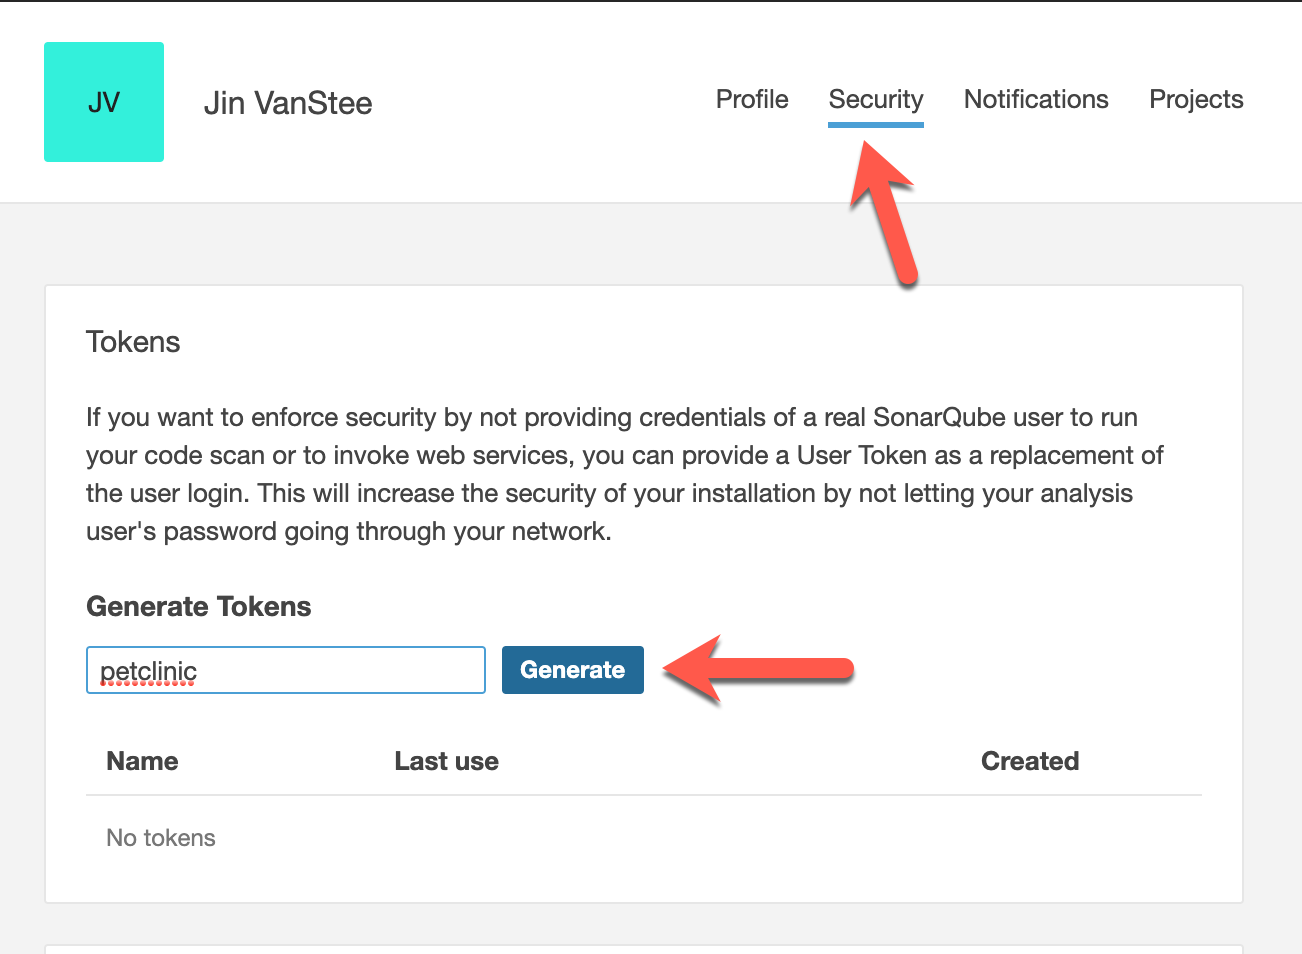 JV
Jin VanStee
Profile Security Notifications Projects
Tokens
If you want to enforce security by not providing credentials of a real SonarQube user to run
your code scan or to invoke web services, you can provide a User Token as a replacement of
the user login. This will increase the security of your installation by not letting your analysis
user's password going through your network.
Generate Tokens
petclinic Generate
Name Last use Created
No tokens